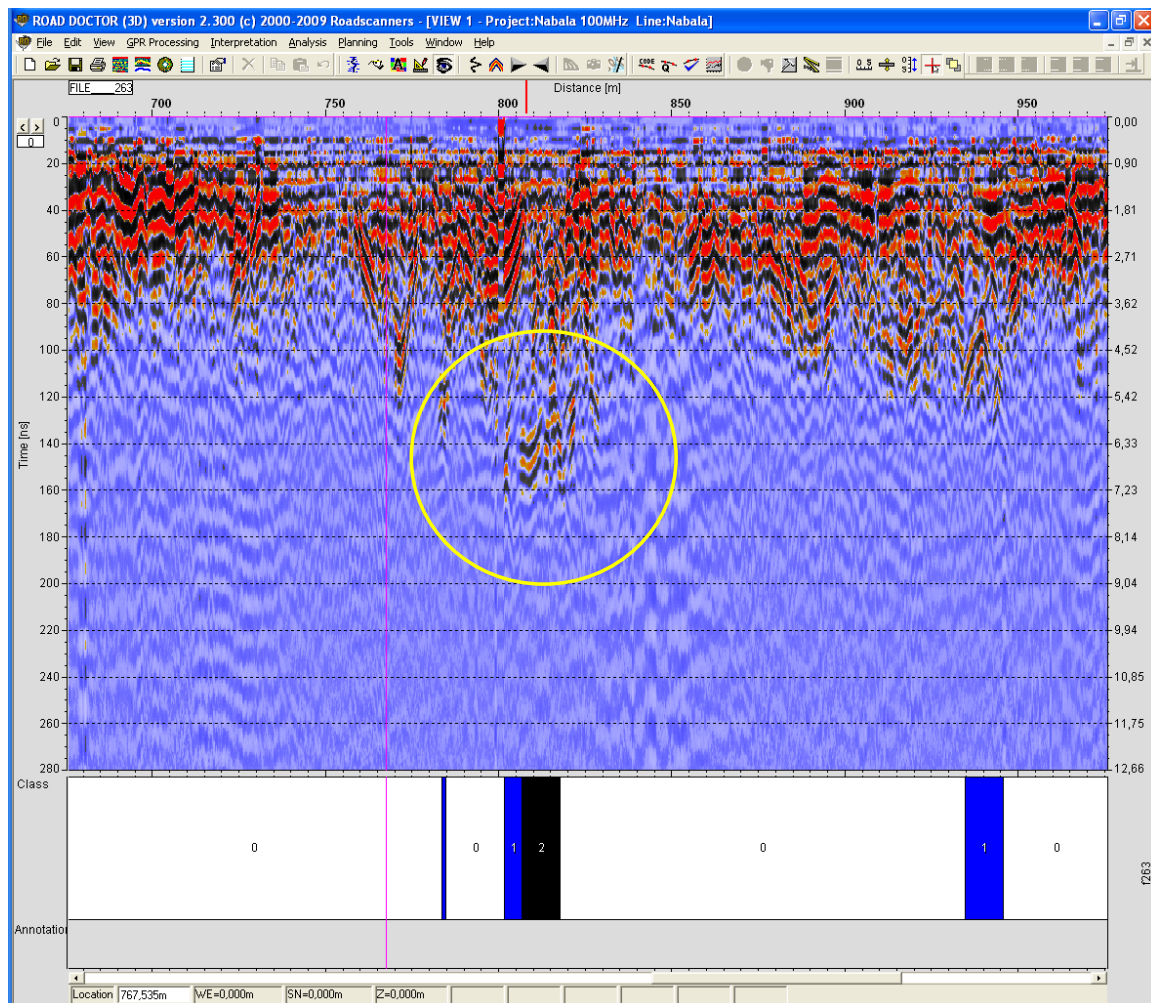 ROAD DOCTOR (3D) version 2.300 (c) 2000-2009 Roadscanners - [VIEW 1 - Project:Nabala 100MHz Line:Nabala]
File Edit View GPR Processing Interpretation Analysis Planning Tools Window Help
FILE____263
Distance [m]
700 750 800 850 900 950
0
Time [ns]
0 0,00
20 0,90
40 1,81
60 2,71
80 3,62
100 4,52
120 5,42
140 6,33
160 7,23
180 8,14
200 9,04
220 9,94
240 10,85
260 11,75
280 12,66
Class
0 0 1 2 0 1 0
f263
Annotation
Location 767,535m WE=0,000m SN=0,000m Z=0,000m